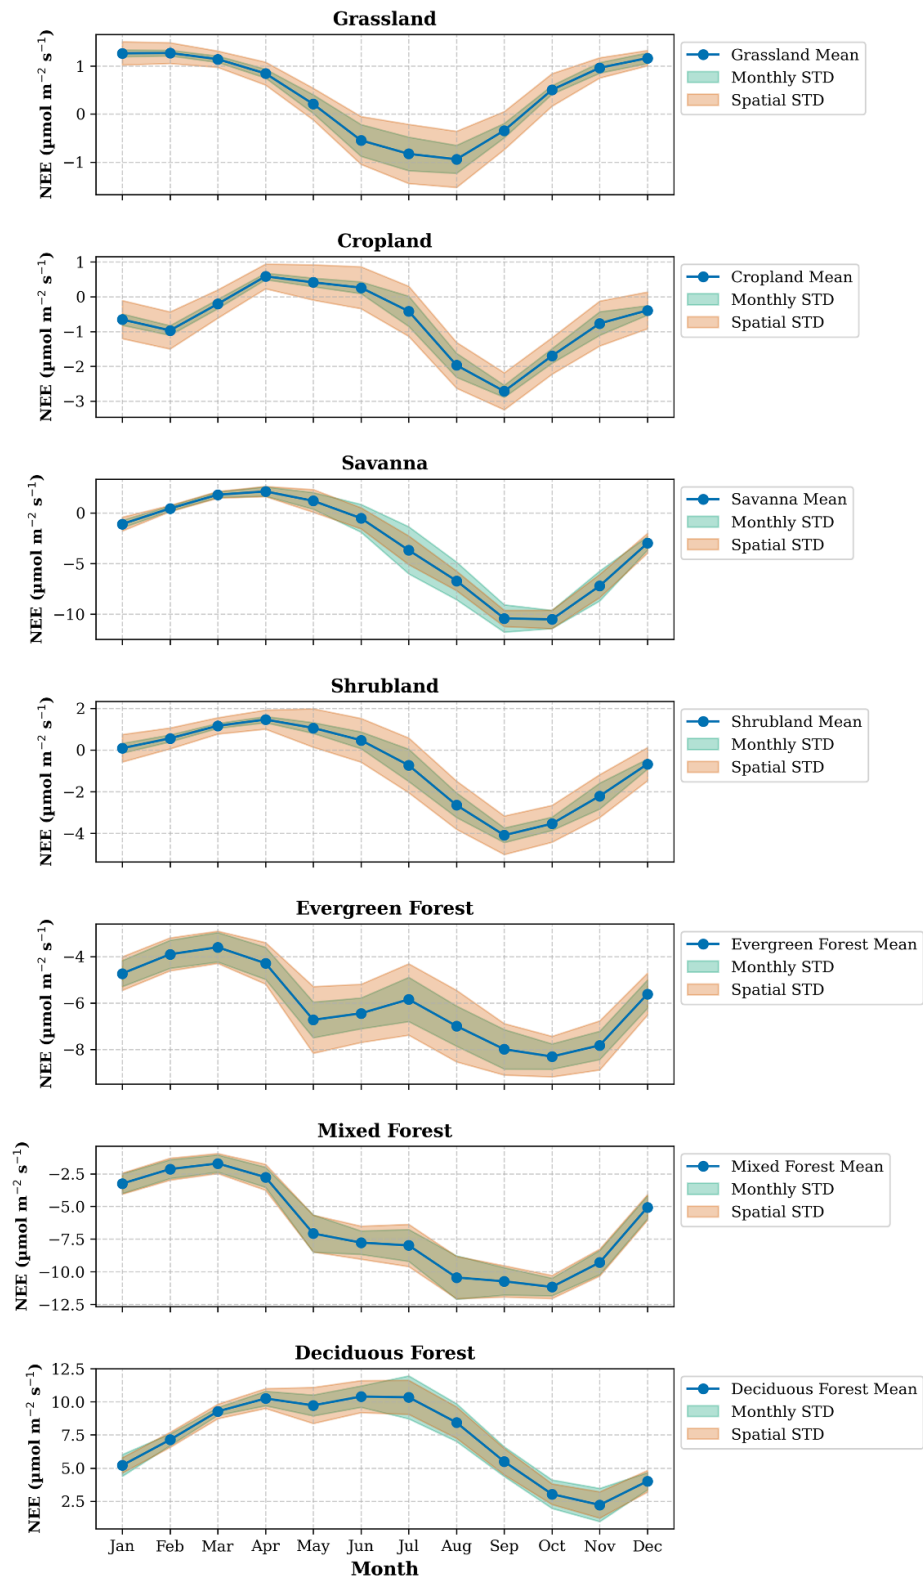 Grassland
NEE (μmol m⁻² s⁻¹)
1
0
−1
Grassland Mean
Monthly STD
Spatial STD
Cropland
NEE (μmol m⁻² s⁻¹)
1
0
−1
−2
−3
Cropland Mean
Monthly STD
Spatial STD
Savanna
NEE (μmol m⁻² s⁻¹)
0
−5
−10
Savanna Mean
Monthly STD
Spatial STD
Shrubland
NEE (μmol m⁻² s⁻¹)
2
0
−2
−4
Shrubland Mean
Monthly STD
Spatial STD
Evergreen Forest
NEE (μmol m⁻² s⁻¹)
−4
−6
−8
Evergreen Forest Mean
Monthly STD
Spatial STD
Mixed Forest
NEE (μmol m⁻² s⁻¹)
−2.5
−5.0
−7.5
−10.0
−12.5
Mixed Forest Mean
Monthly STD
Spatial STD
Deciduous Forest
NEE (μmol m⁻² s⁻¹)
12.5
10.0
7.5
5.0
2.5
Deciduous Forest Mean
Monthly STD
Spatial STD
Jan Feb Mar Apr May Jun Jul Aug Sep Oct Nov Dec
Month